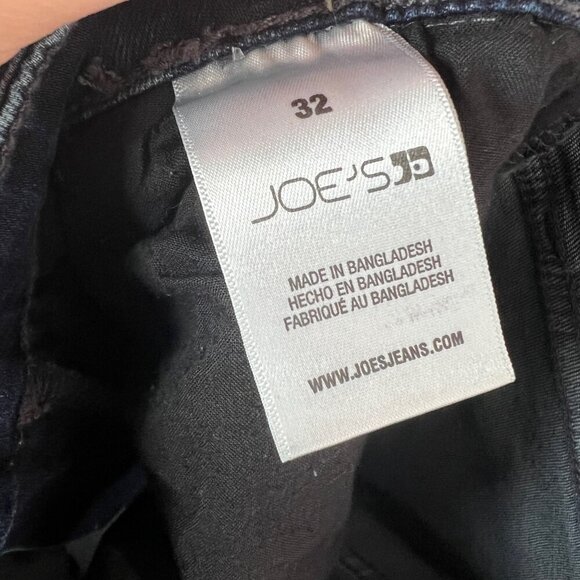 32
JOE'S
MADE IN BANGLADESH
HECHO EN BANGLADESH
FABRIQUÉ AU BANGLADESH
WWW.JOESJEANS.COM